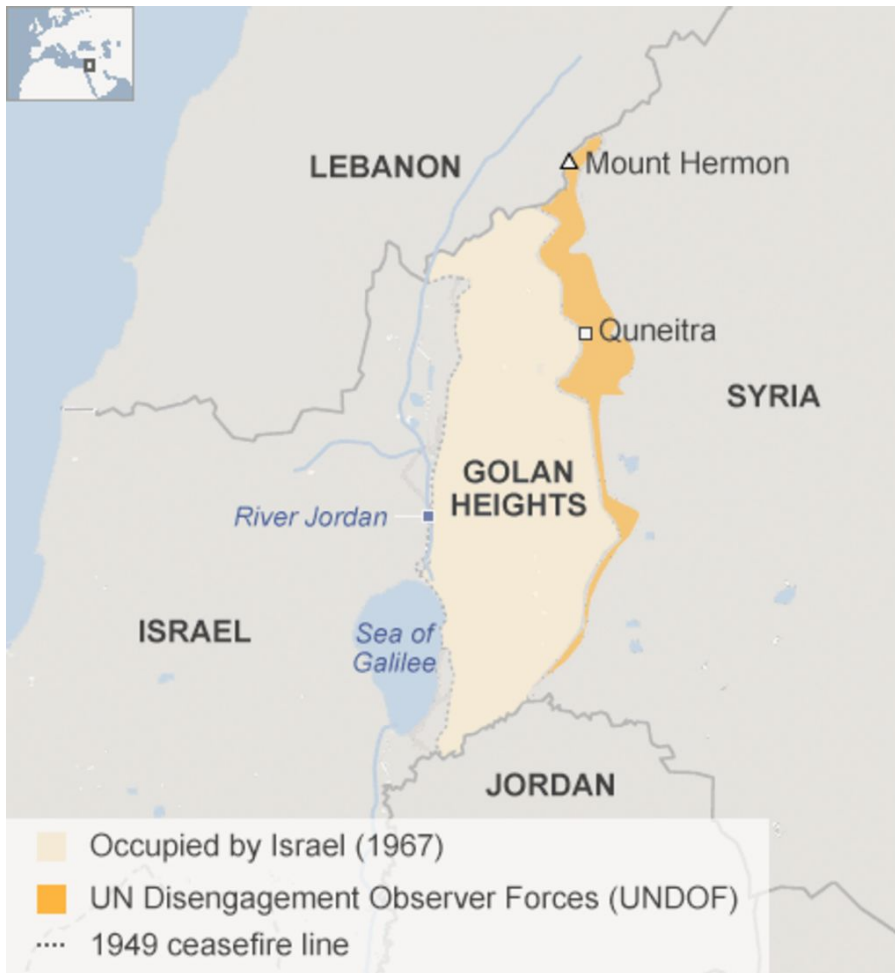 LEBANON
Mount Hermon
Quneitra
SYRIA
GOLAN
HEIGHTS
River Jordan
ISRAEL
Sea of
Galilee
JORDAN
Occupied by Israel (1967)
UN Disengagement Observer Forces (UNDOF)
1949 ceasefire line